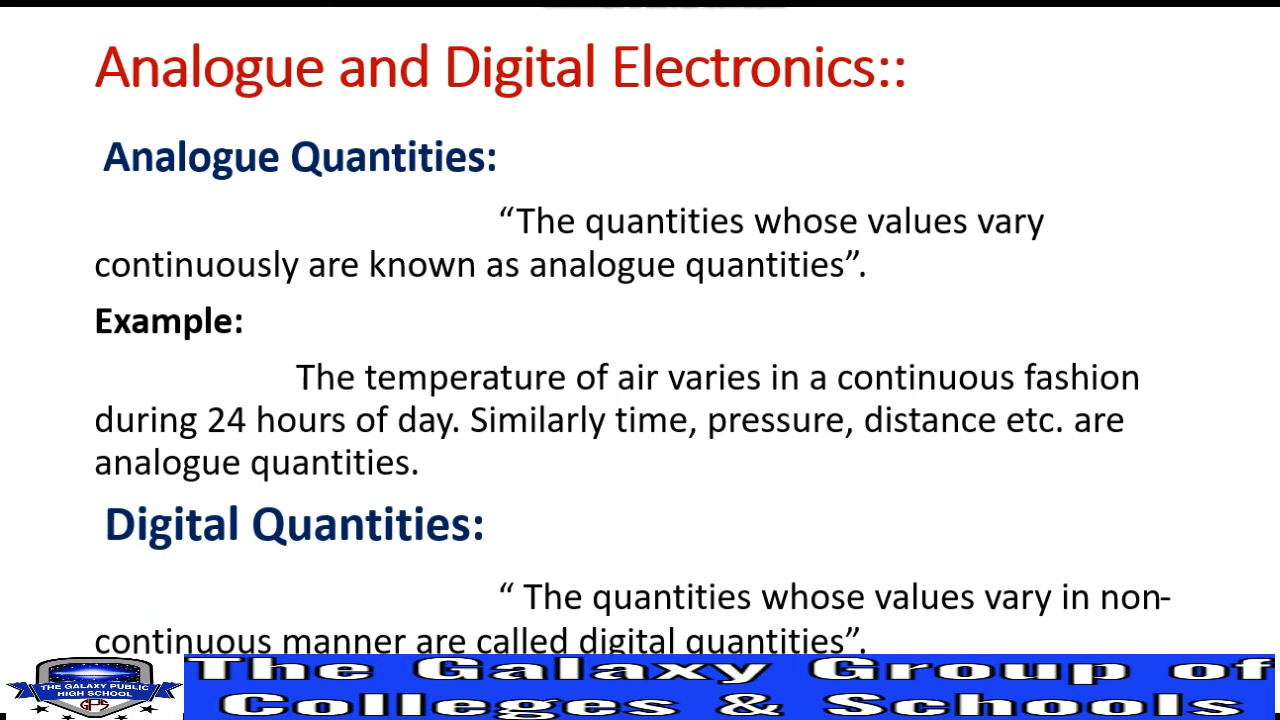 Analogue and Digital Electronics::
Analogue Quantities:
“The quantities whose values vary
continuously are known as analogue quantities”.
Example:
The temperature of air varies in a continuous fashion
during 24 hours of day. Similarly time, pressure, distance etc. are
analogue quantities.
Digital Quantities:
“ The quantities whose values vary in non-
continuous manner are called digital quantities”.
THE GALAXY PUBLIC
HIGH SCHOOL
GPS
The Galaxy Group of
Colleges & Schools